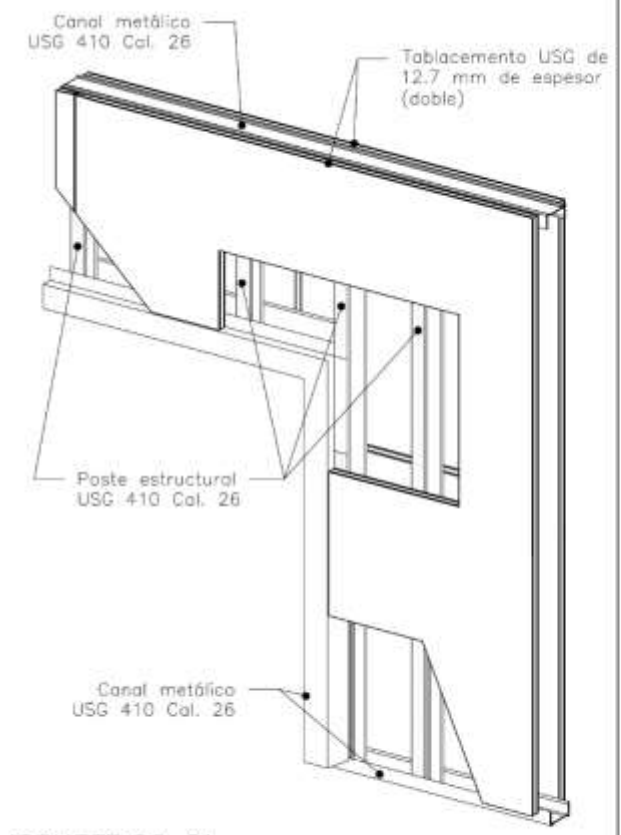 Canal metálico
USG 410 Cal. 26
Tablacemento USG de
12.7 mm de espesor
(doble)
Poste estructural
USG 410 Cal. 26
Canal metálico
USG 410 Cal. 26